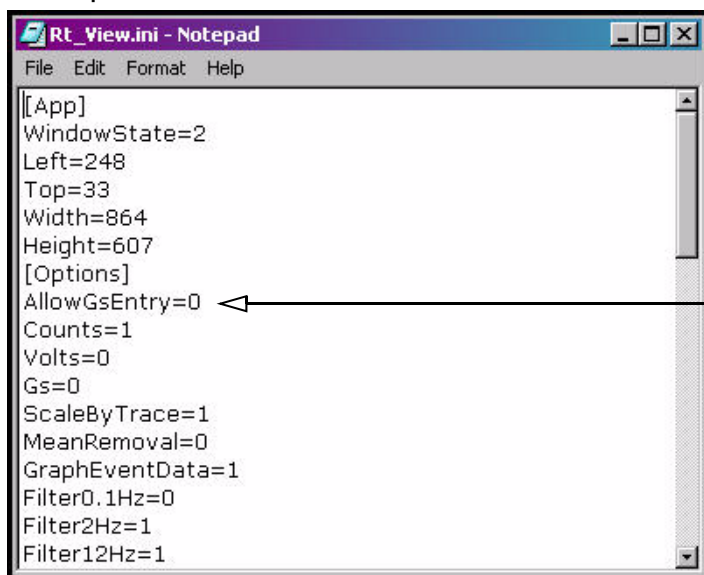 Rt_View.ini - Notepad
File Edit Format Help
[App]
WindowState=2
Left=248
Top=33
Width=864
Height=607
[Options]
AllowGsEntry=0
Counts=1
Volts=0
Gs=0
ScaleByTrace=1
MeanRemoval=0
GraphEventData=1
Filter0.1Hz=0
Filter2Hz=1
Filter12Hz=1